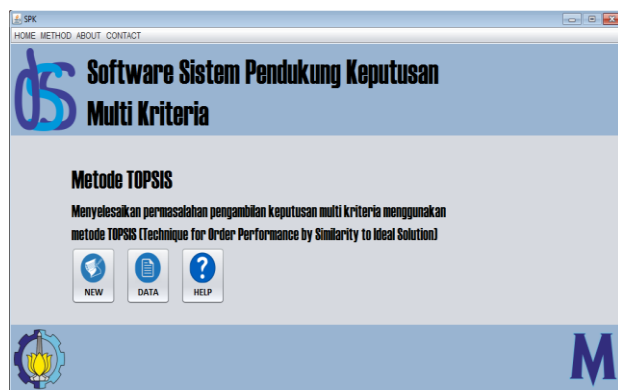 SPK
HOME METHOD ABOUT CONTACT
dss
Software Sistem Pendukung Keputusan
Multi Kriteria
Metode TOPSIS
Menyelesaikan permasalahan pengambilan keputusan multi kriteria menggunakan
metode TOPSIS (Technique for Order Performance by Similarity to Ideal Solution)
NEW DATA HELP
M